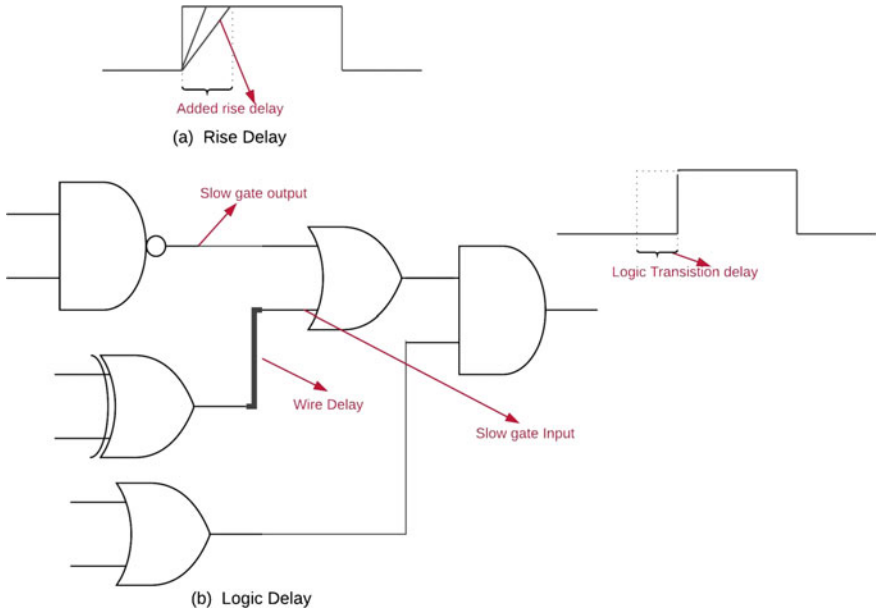 Added rise delay
(a) Rise Delay
Slow gate output
Logic Transistion delay
Wire Delay
Slow gate Input
(b) Logic Delay